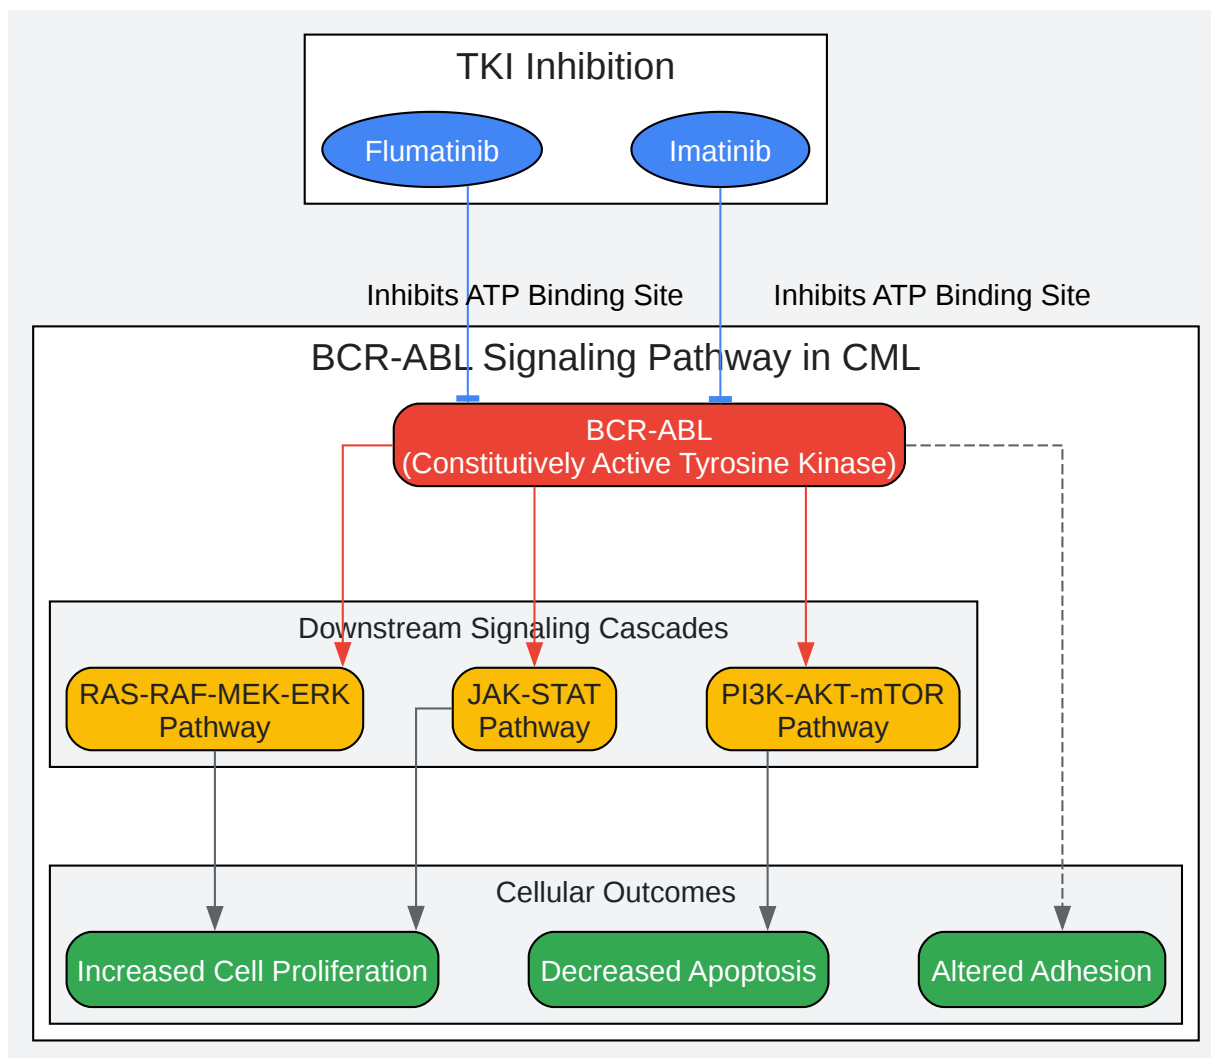 TKI Inhibition
Flumatinib
Imatinib
Inhibits ATP Binding Site
Inhibits ATP Binding Site
BCR-ABL Signaling Pathway in CML
BCR-ABL
(Constitutively Active Tyrosine Kinase)
Downstream Signaling Cascades
RAS-RAF-MEK-ERK
Pathway
JAK-STAT
Pathway
PI3K-AKT-mTOR
Pathway
Cellular Outcomes
Increased Cell Proliferation
Decreased Apoptosis
Altered Adhesion